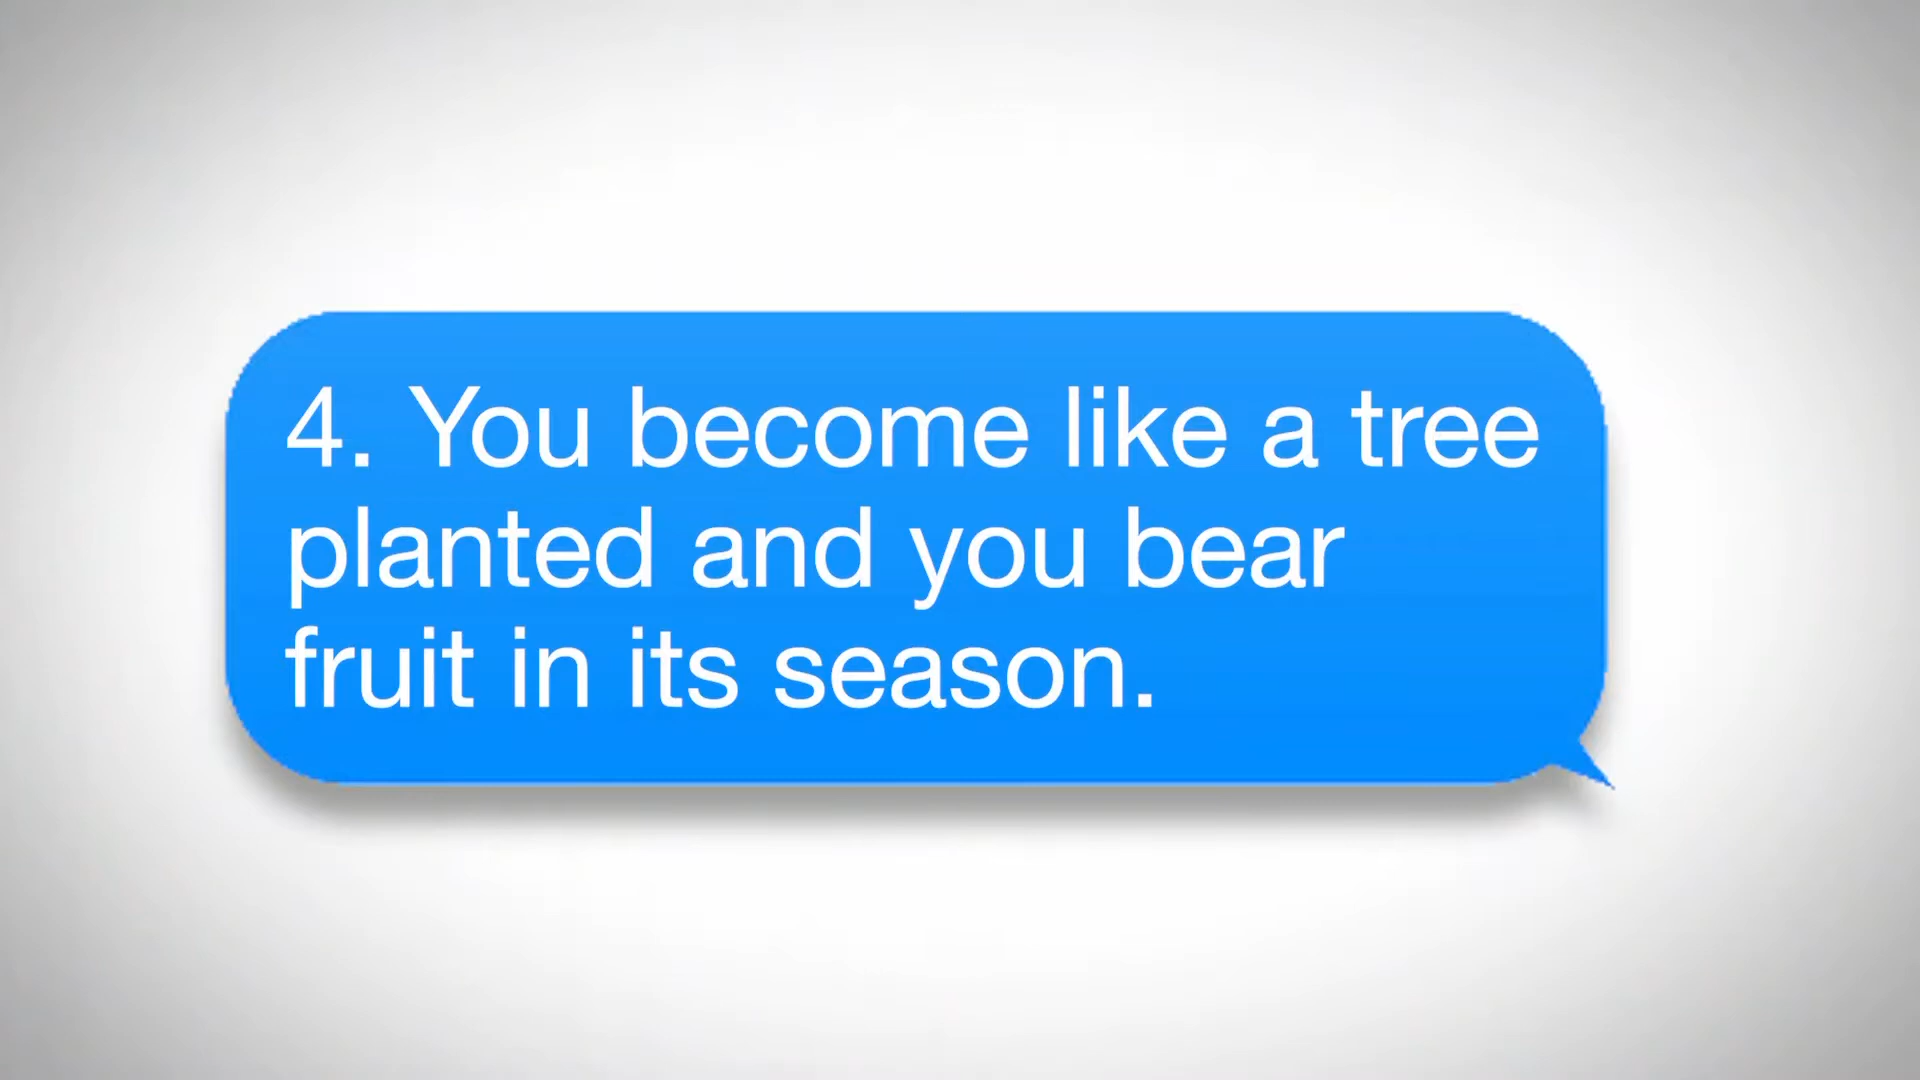 4. You become like a tree
planted and you bear
fruit in its season.